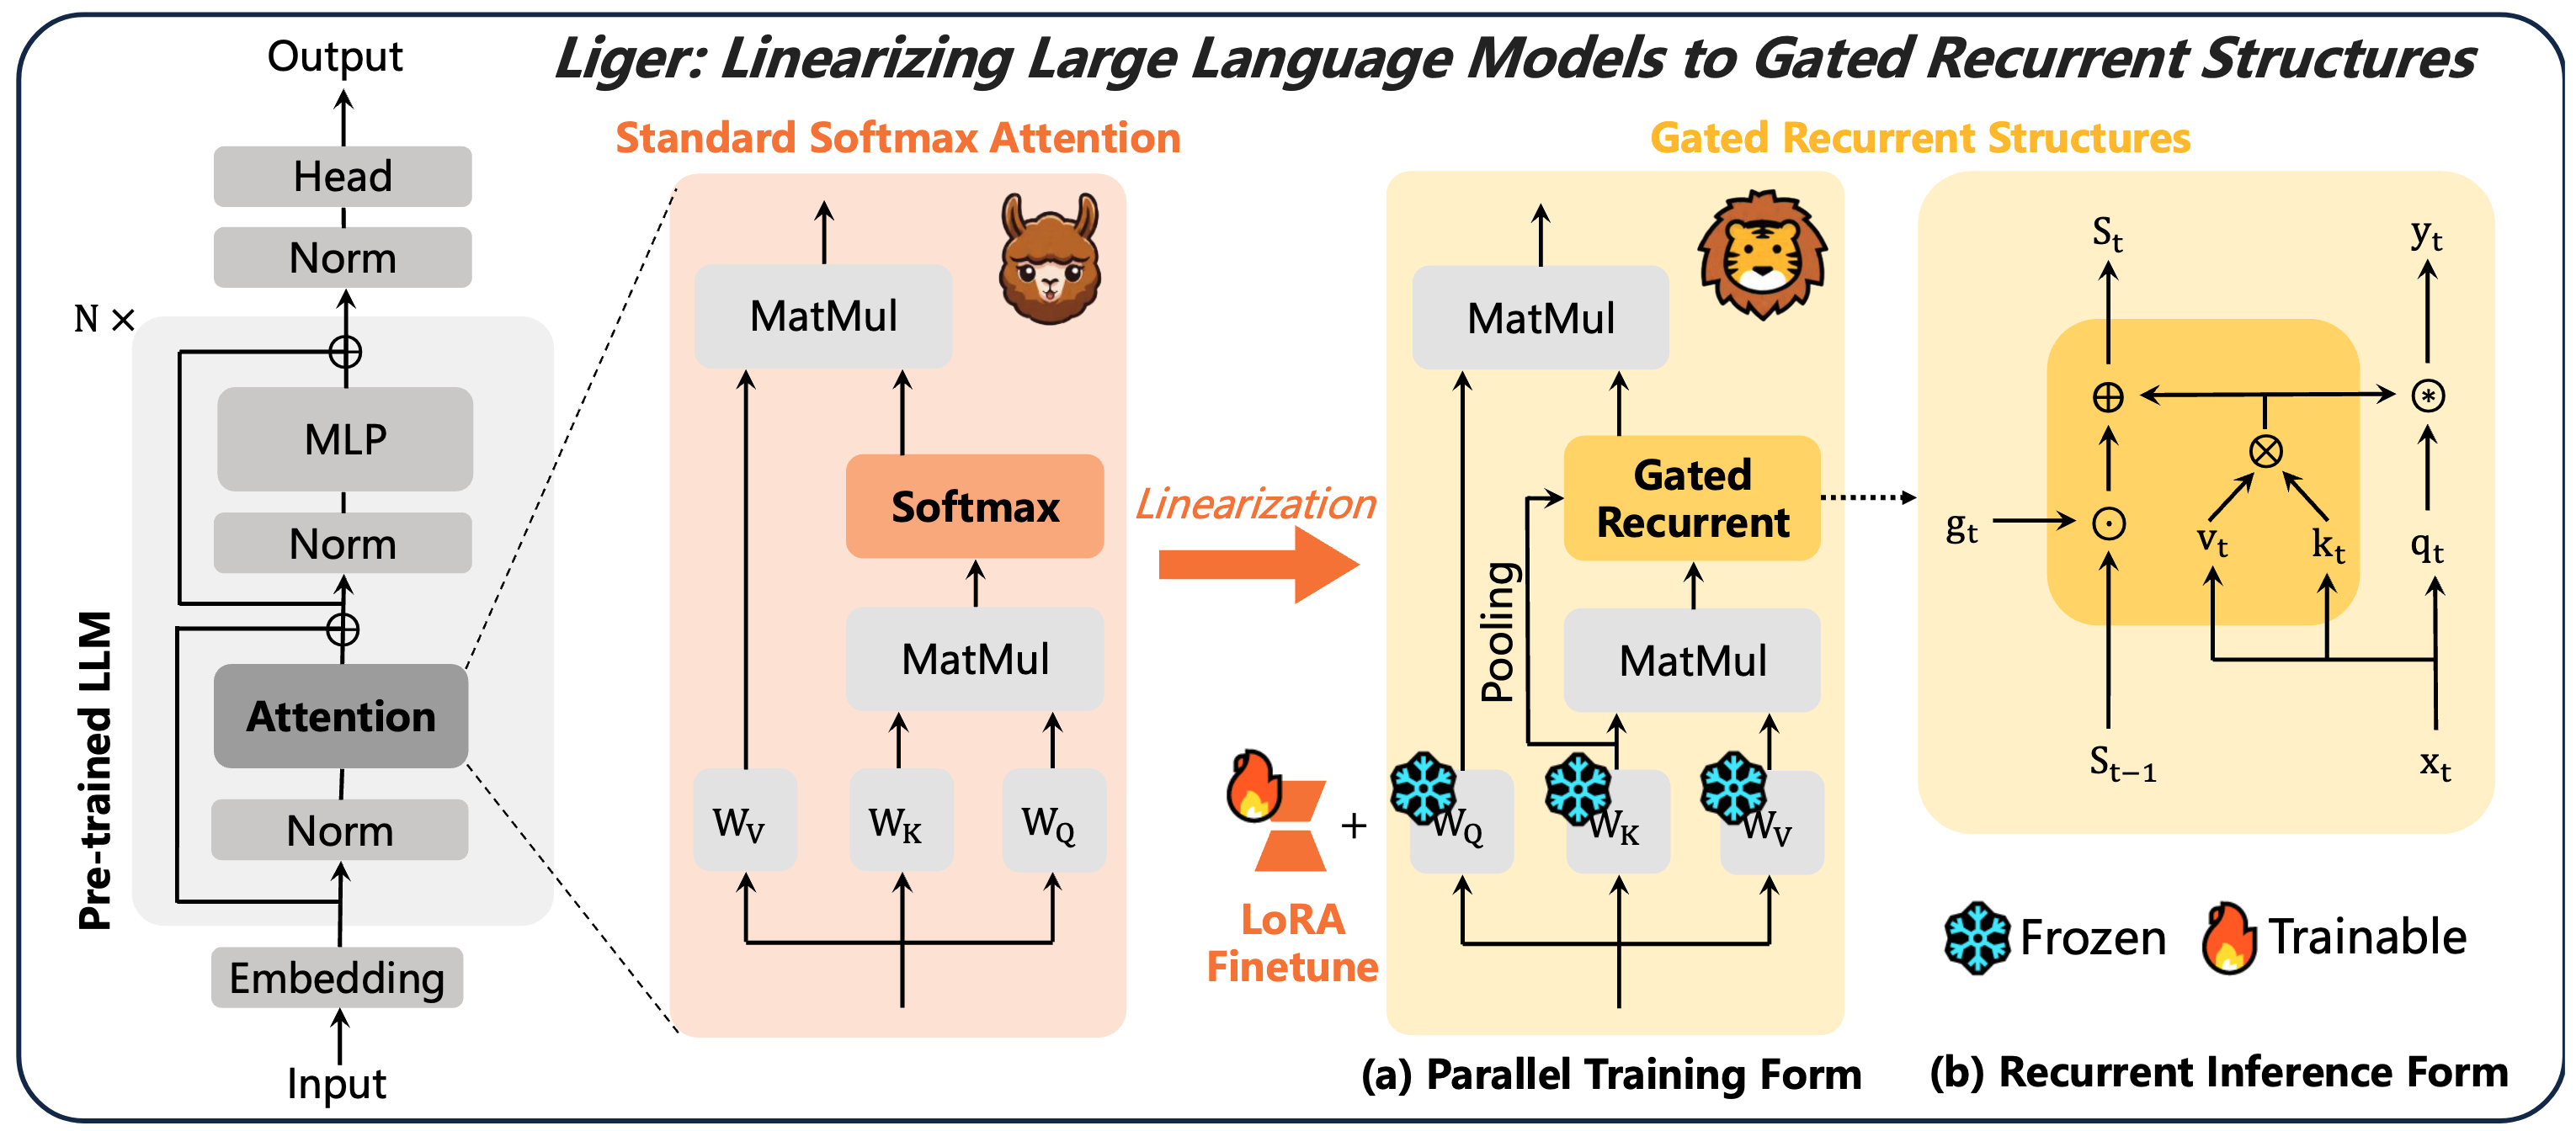 Liger: Linearizing Large Language Models to Gated Recurrent Structures
Output
Head
Norm
N ×
MLP
Norm
Attention
Norm
Embedding
Input
Pre-trained LLM
Standard Softmax Attention
MatMul
Softmax
MatMul
W_V
W_K
W_Q
Linearization
LoRA
Finetune
+
Gated Recurrent Structures
MatMul
Gated
Recurrent
Pooling
MatMul
W_Q
W_K
W_V
(a) Parallel Training Form
S_t
y_t
g_t
v_t
k_t
q_t
S_{t−1}
x_t
Frozen
Trainable
(b) Recurrent Inference Form